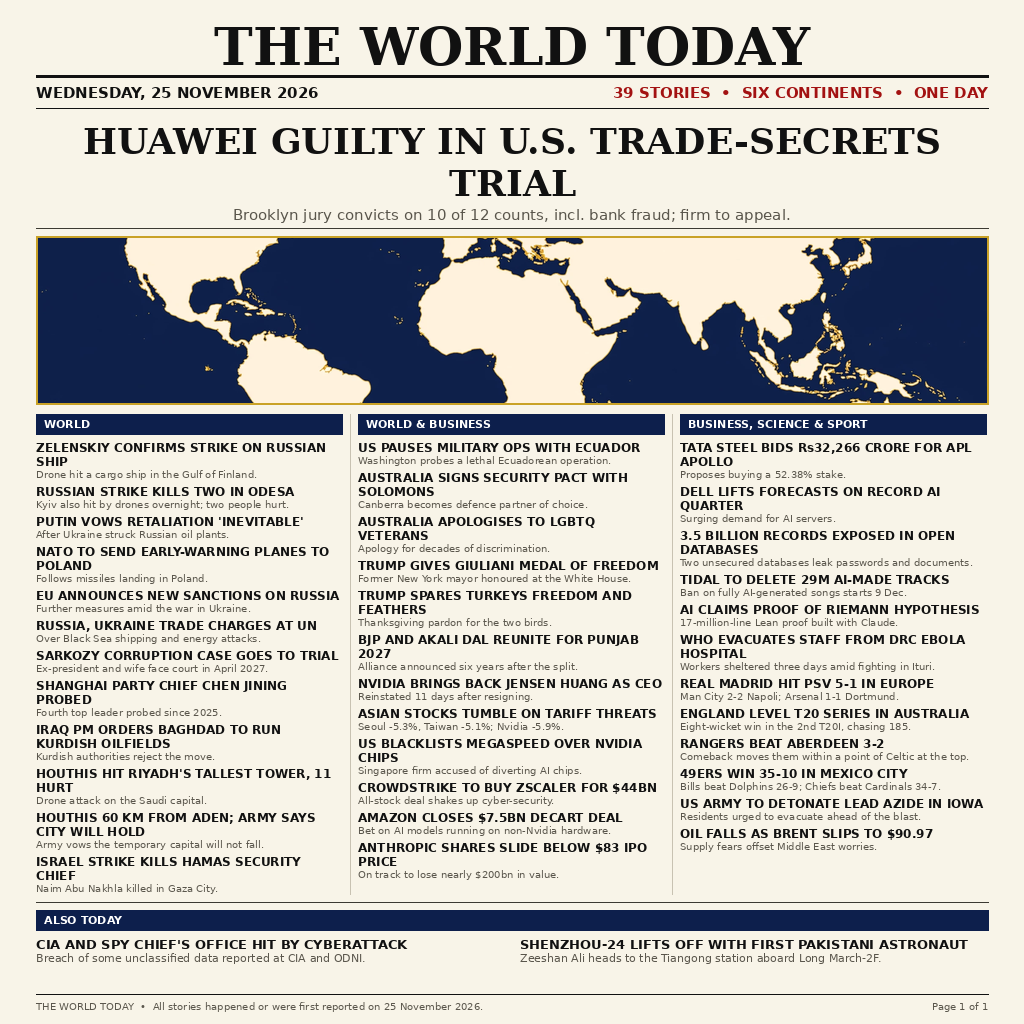 THE WORLD TODAY
WEDNESDAY, 25 NOVEMBER 2026
39 STORIES • SIX CONTINENTS • ONE DAY
HUAWEI GUILTY IN U.S. TRADE-SECRETS
TRIAL
Brooklyn jury convicts on 10 of 12 counts, incl. bank fraud; firm to appeal.
WORLD
ZELENSKIY CONFIRMS STRIKE ON RUSSIAN
SHIP
Drone hit a cargo ship in the Gulf of Finland.
RUSSIAN STRIKE KILLS TWO IN ODESA
Kyiv also hit by drones overnight; two people hurt.
PUTIN VOWS RETALIATION 'INEVITABLE'
After Ukraine struck Russian oil plants.
NATO TO SEND EARLY-WARNING PLANES TO
POLAND
Follows missiles landing in Poland.
EU ANNOUNCES NEW SANCTIONS ON RUSSIA
Further measures amid the war in Ukraine.
RUSSIA, UKRAINE TRADE CHARGES AT UN
Over Black Sea shipping and energy attacks.
SARKOZY CORRUPTION CASE GOES TO TRIAL
Ex-president and wife face court in April 2027.
SHANGHAI PARTY CHIEF CHEN JINING
PROBED
Fourth top leader probed since 2025.
IRAQ PM ORDERS BAGHDAD TO RUN
KURDISH OILFIELDS
Kurdish authorities reject the move.
HOUTHIS HIT RIYADH'S TALLEST TOWER, 11
HURT
Drone attack on the Saudi capital.
HOUTHIS 60 KM FROM ADEN; ARMY SAYS
CITY WILL HOLD
Army vows the temporary capital will not fall.
ISRAEL STRIKE KILLS HAMAS SECURITY
CHIEF
Naim Abu Nakhla killed in Gaza City.
WORLD & BUSINESS
US PAUSES MILITARY OPS WITH ECUADOR
Washington probes a lethal Ecuadorean operation.
AUSTRALIA SIGNS SECURITY PACT WITH
SOLOMONS
Canberra becomes defence partner of choice.
AUSTRALIA APOLOGISES TO LGBTQ
VETERANS
Apology for decades of discrimination.
TRUMP GIVES GIULIANI MEDAL OF FREEDOM
Former New York mayor honoured at the White House.
TRUMP SPARES TURKEYS FREEDOM AND
FEATHERS
Thanksgiving pardon for the two birds.
BJP AND AKALI DAL REUNITE FOR PUNJAB
2027
Alliance announced six years after the split.
NVIDIA BRINGS BACK JENSEN HUANG AS CEO
Reinstated 11 days after resigning.
ASIAN STOCKS TUMBLE ON TARIFF THREATS
Seoul -5.3%, Taiwan -5.1%; Nvidia -5.9%.
US BLACKLISTS MEGASPEED OVER NVIDIA
CHIPS
Singapore firm accused of diverting AI chips.
CROWDSTRIKE TO BUY ZSCALER FOR $44BN
All-stock deal shakes up cyber-security.
AMAZON CLOSES $7.5BN DECART DEAL
Bet on AI models running on non-Nvidia hardware.
ANTHROPIC SHARES SLIDE BELOW $83 IPO
PRICE
On track to lose nearly $200bn in value.
BUSINESS, SCIENCE & SPORT
TATA STEEL BIDS Rs32,266 CRORE FOR APL
APOLLO
Proposes buying a 52.38% stake.
DELL LIFTS FORECASTS ON RECORD AI
QUARTER
Surging demand for AI servers.
3.5 BILLION RECORDS EXPOSED IN OPEN
DATABASES
Two unsecured databases leak passwords and documents.
TIDAL TO DELETE 29M AI-MADE TRACKS
Ban on fully AI-generated songs starts 9 Dec.
AI CLAIMS PROOF OF RIEMANN HYPOTHESIS
17-million-line Lean proof built with Claude.
WHO EVACUATES STAFF FROM DRC EBOLA
HOSPITAL
Workers sheltered three days amid fighting in Ituri.
REAL MADRID HIT PSV 5-1 IN EUROPE
Man City 2-2 Napoli; Arsenal 1-1 Dortmund.
ENGLAND LEVEL T20 SERIES IN AUSTRALIA
Eight-wicket win in the 2nd T20I, chasing 185.
RANGERS BEAT ABERDEEN 3-2
Comeback moves them within a point of Celtic at the top.
49ERS WIN 35-10 IN MEXICO CITY
Bills beat Dolphins 26-9; Chiefs beat Cardinals 34-7.
US ARMY TO DETONATE LEAD AZIDE IN IOWA
Residents urged to evacuate ahead of the blast.
OIL FALLS AS BRENT SLIPS TO $90.97
Supply fears offset Middle East worries.
ALSO TODAY
CIA AND SPY CHIEF'S OFFICE HIT BY CYBERATTACK
Breach of some unclassified data reported at CIA and ODNI.
SHENZHOU-24 LIFTS OFF WITH FIRST PAKISTANI ASTRONAUT
Zeeshan Ali heads to the Tiangong station aboard Long March-2F.
THE WORLD TODAY • All stories happened or were first reported on 25 November 2026.
Page 1 of 1